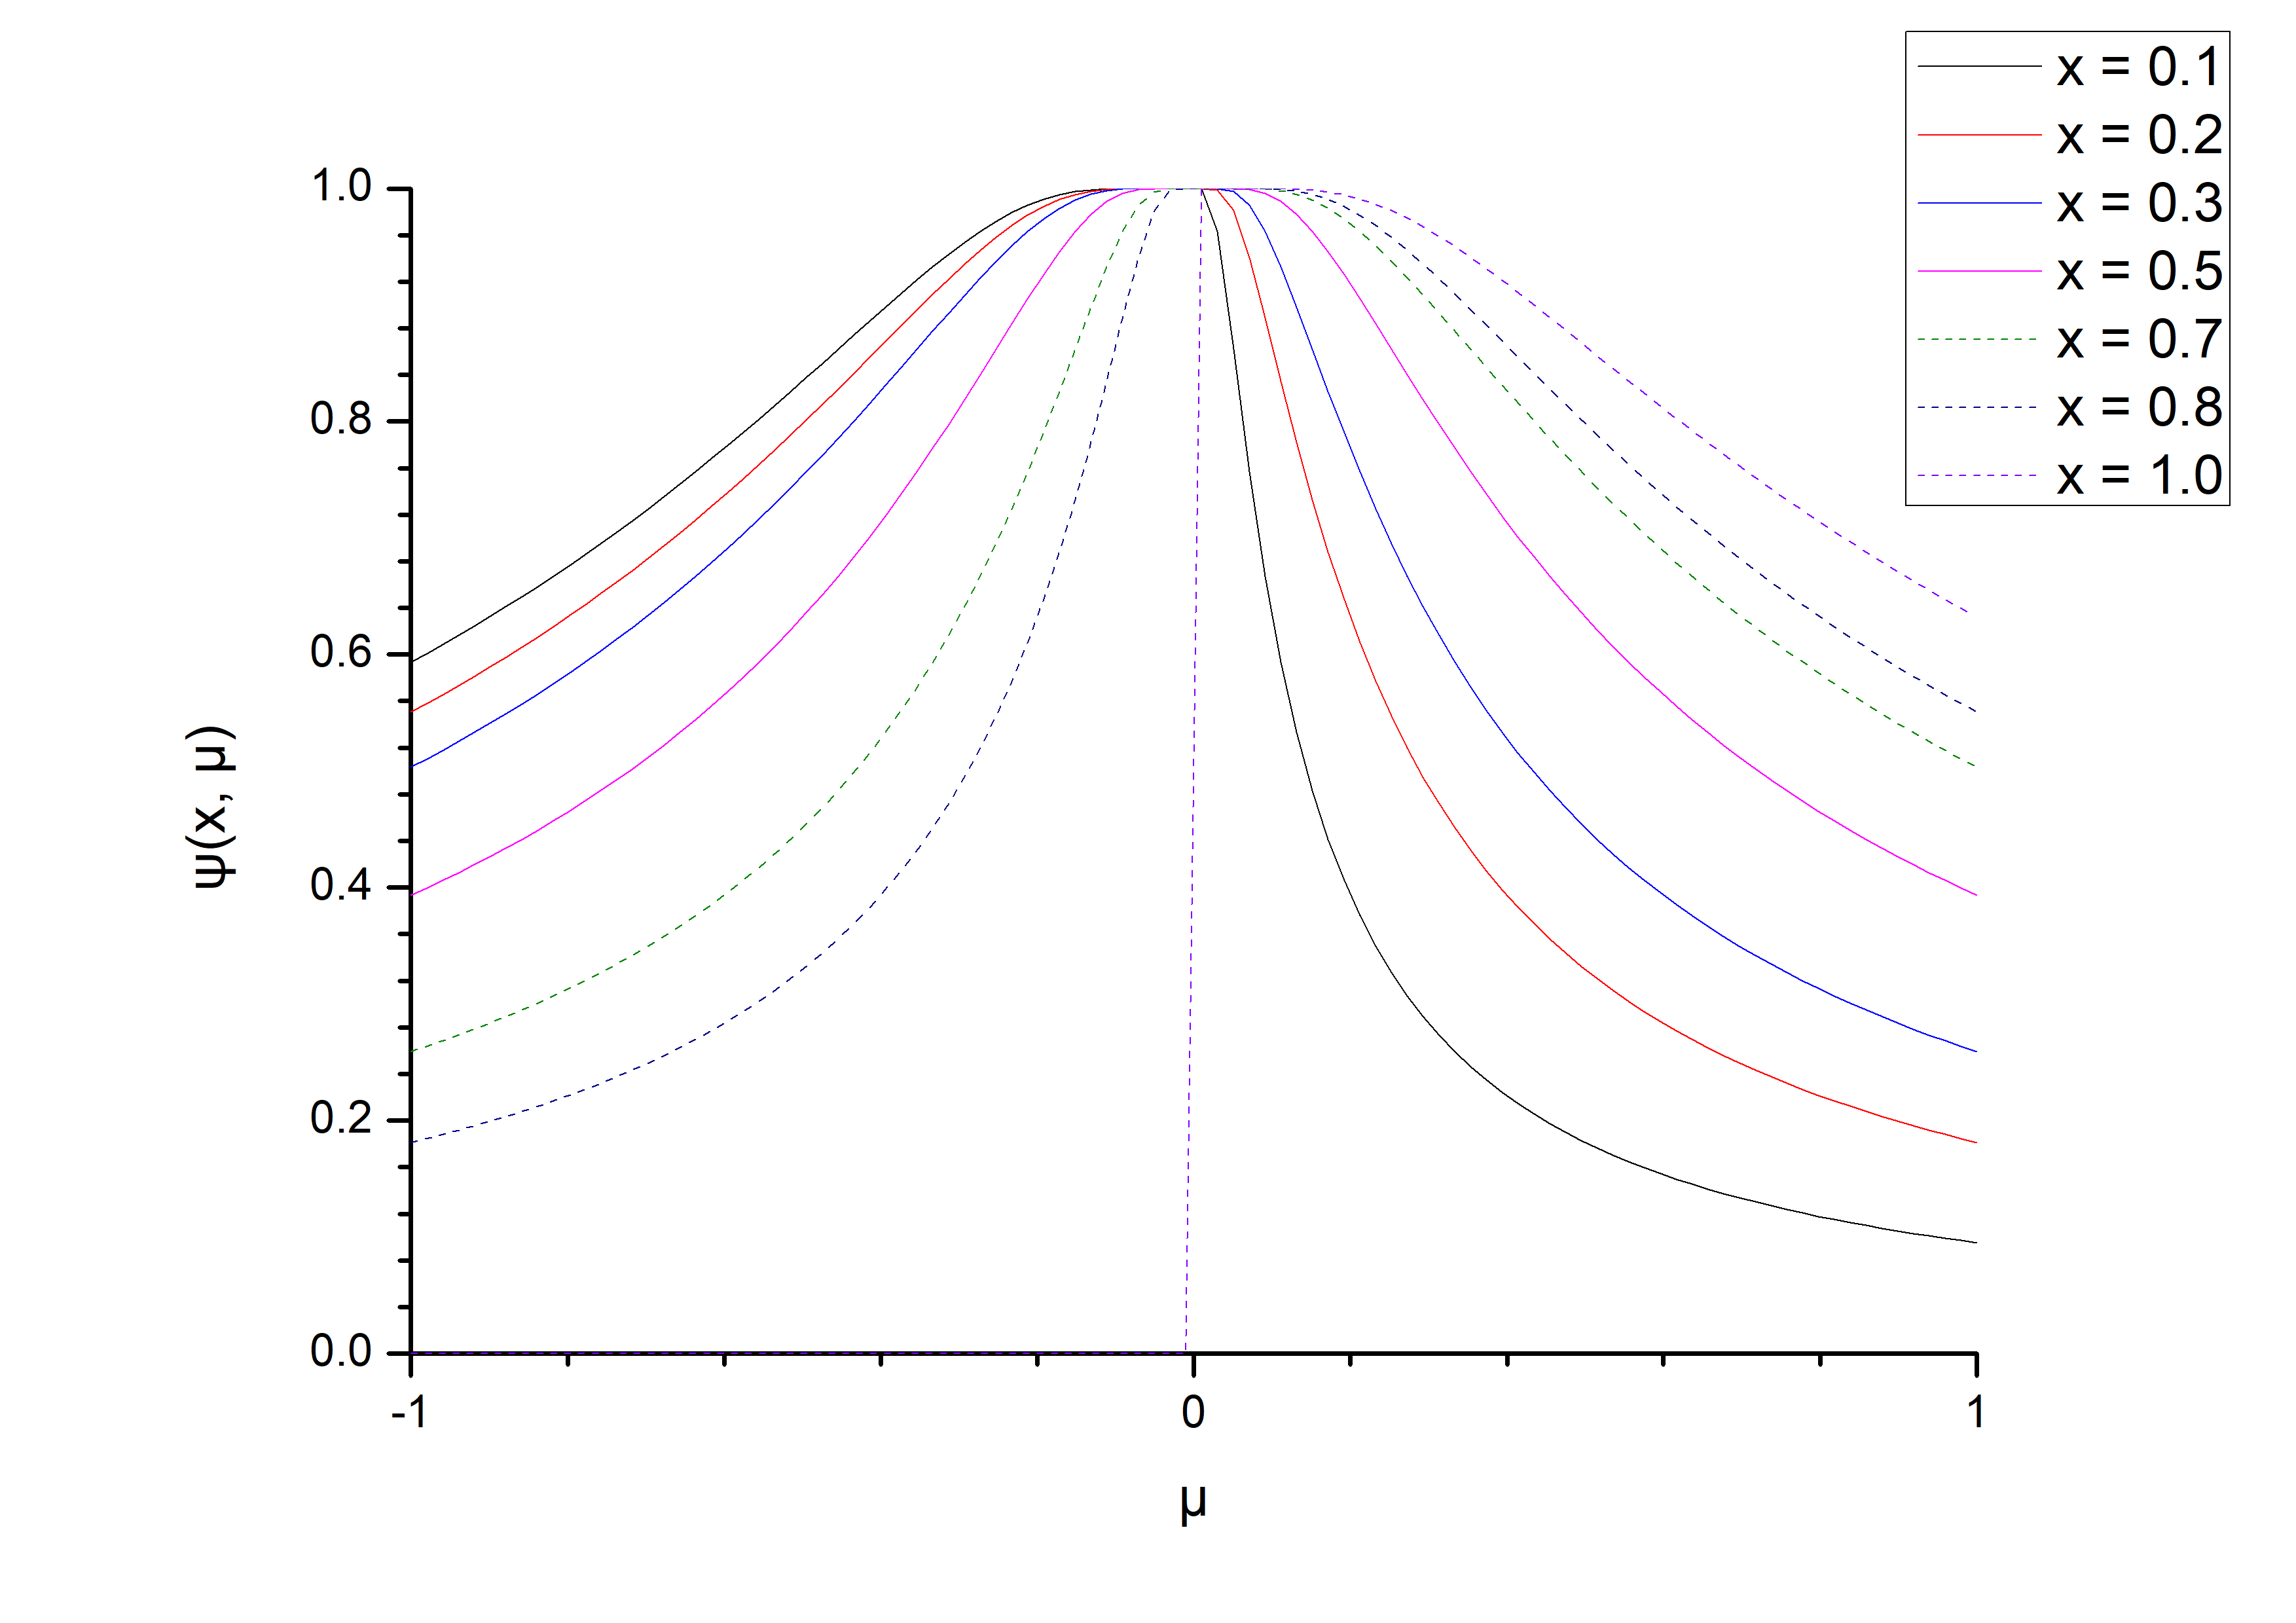 x = 0.1
x = 0.2
x = 0.3
x = 0.5
x = 0.7
x = 0.8
x = 1.0
1.0
0.8
0.6
0.4
0.2
0.0
ψ(x, μ)
-1 0 1
μ